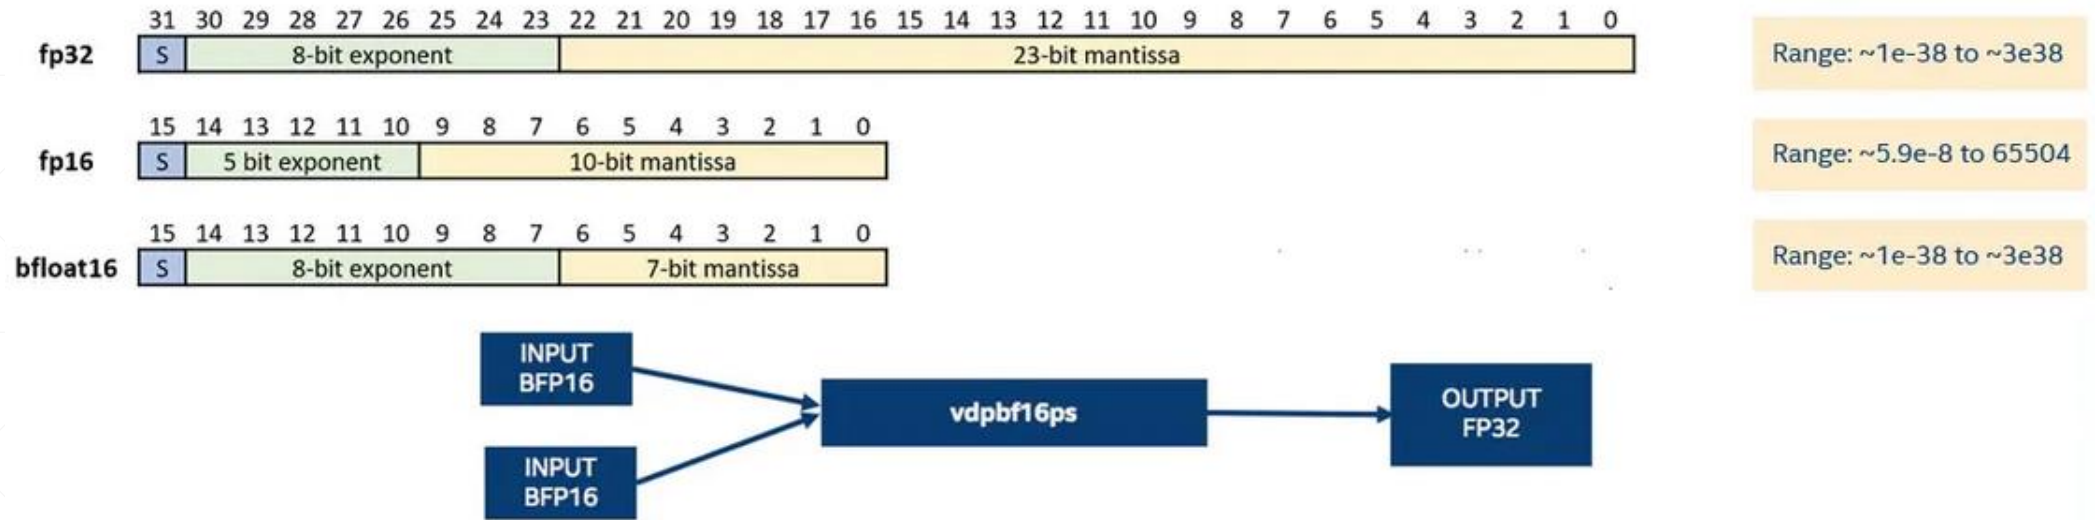 31 30 29 28 27 26 25 24 23 22 21 20 19 18 17 16 15 14 13 12 11 10 9 8 7 6 5 4 3 2 1 0
fp32 S 8-bit exponent 23-bit mantissa Range: ~1e-38 to ~3e38
15 14 13 12 11 10 9 8 7 6 5 4 3 2 1 0
fp16 S 5 bit exponent 10-bit mantissa Range: ~5.9e-8 to 65504
15 14 13 12 11 10 9 8 7 6 5 4 3 2 1 0
bfloat16 S 8-bit exponent 7-bit mantissa Range: ~1e-38 to ~3e38
INPUT
BFP16
INPUT
BFP16
vdpbf16ps
OUTPUT
FP32